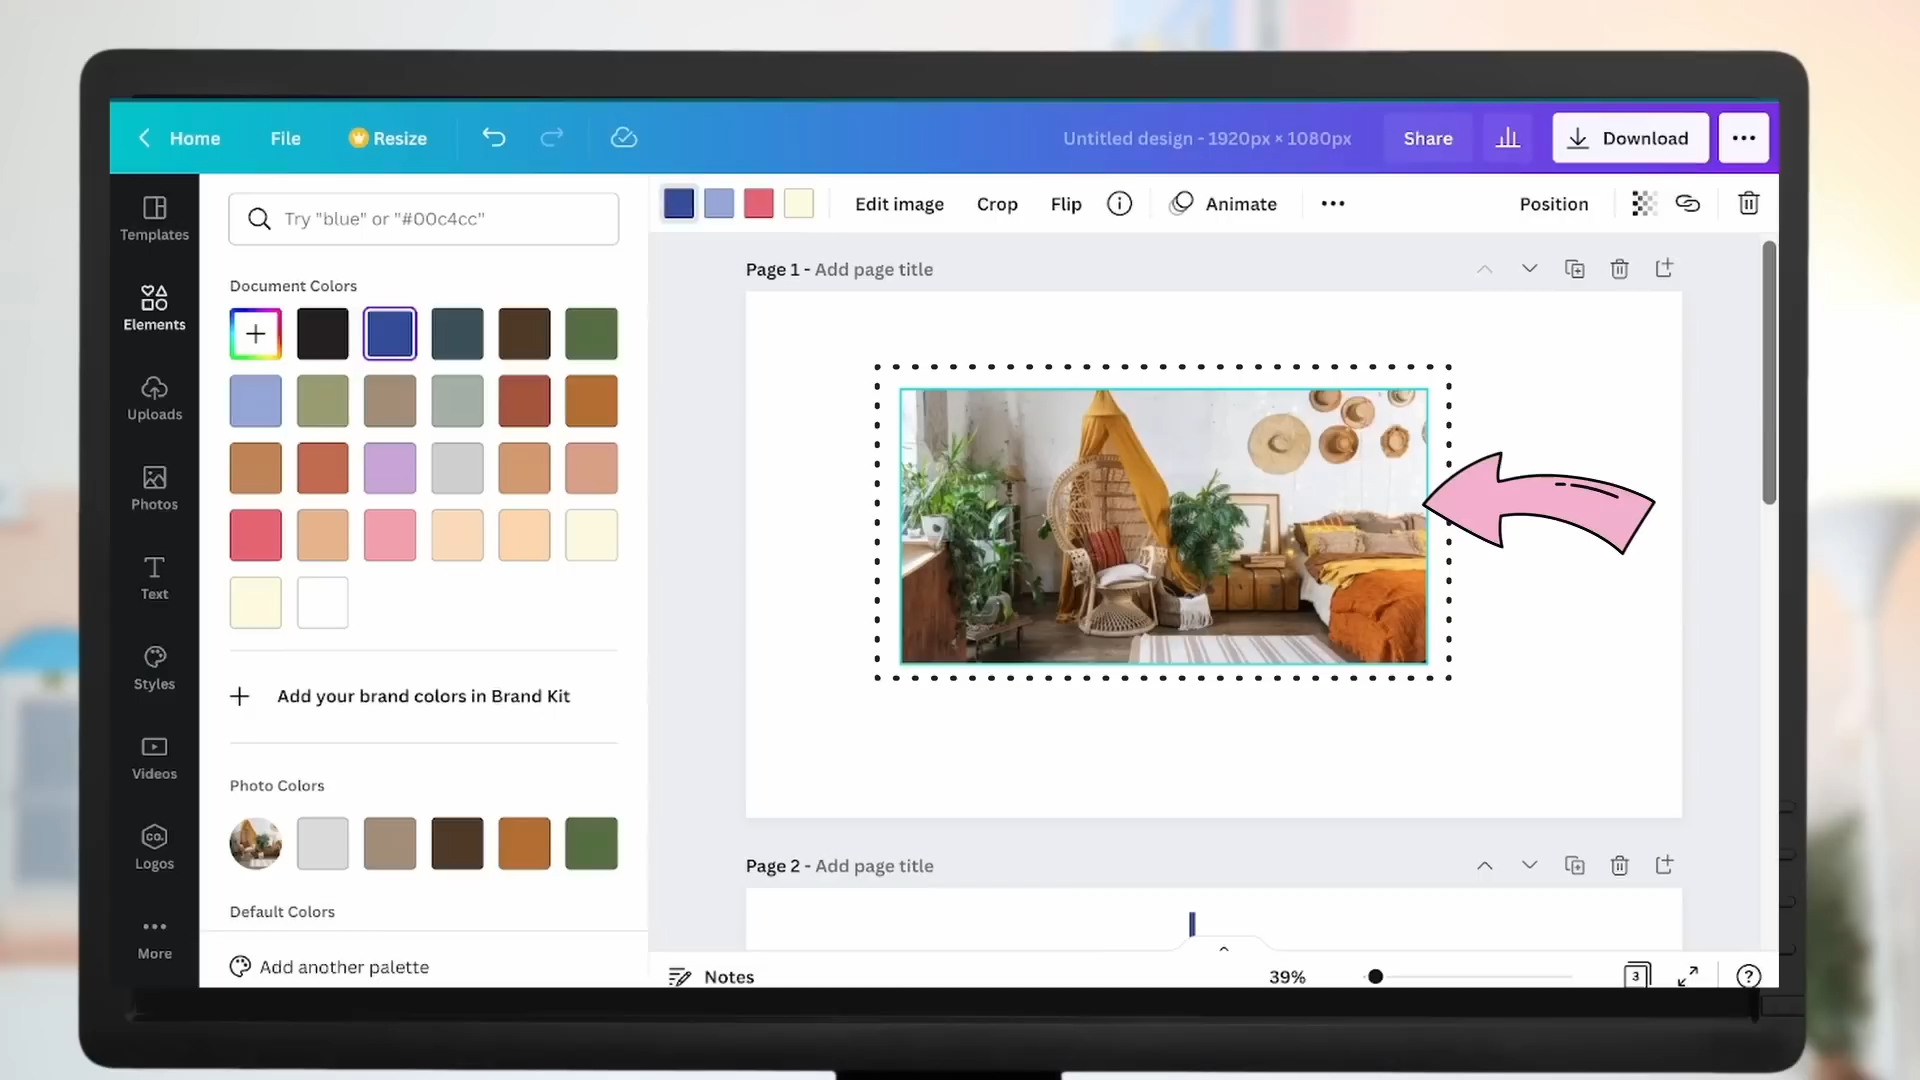 Home File Resize
Untitled design - 1920px × 1080px Share Download
Templates
Elements
Uploads
Photos
Text
Styles
Videos
CO.
Logos
More
Try "blue" or "#00c4cc"
Document Colors
Add your brand colors in Brand Kit
Photo Colors
Default Colors
Add another palette
Edit image Crop Flip Animate Position
Page 1 - Add page title
Page 2 - Add page title
Notes 39% 3 ?